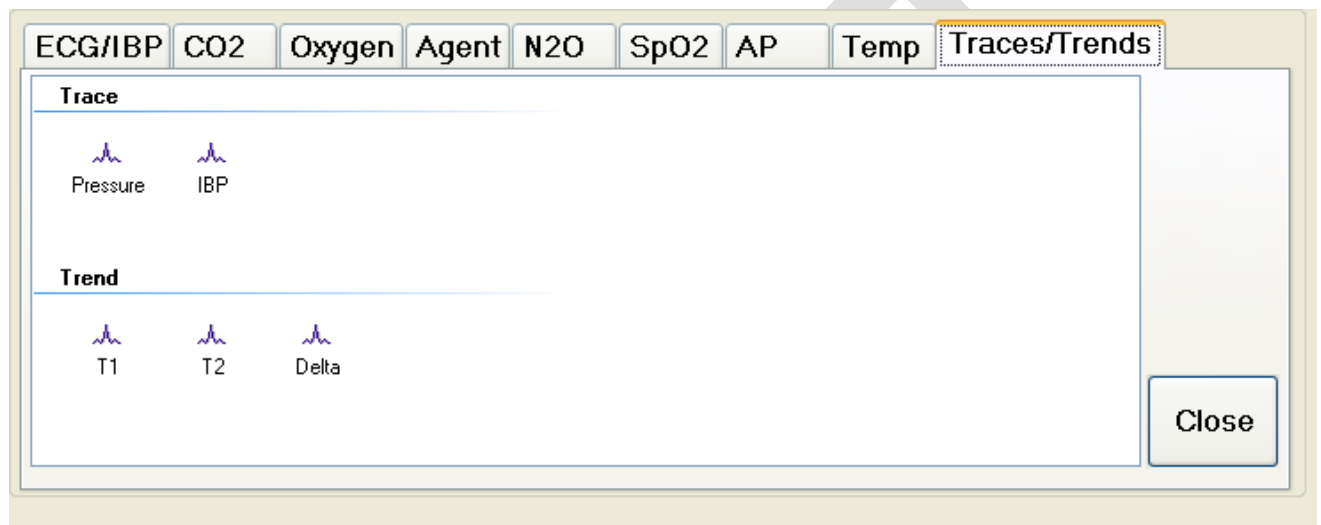 ECG/IBP CO2 Oxygen Agent N2O SpO2 AP Temp Traces/Trends
Trace
Pressure IBP
Trend
T1 T2 Delta
Close